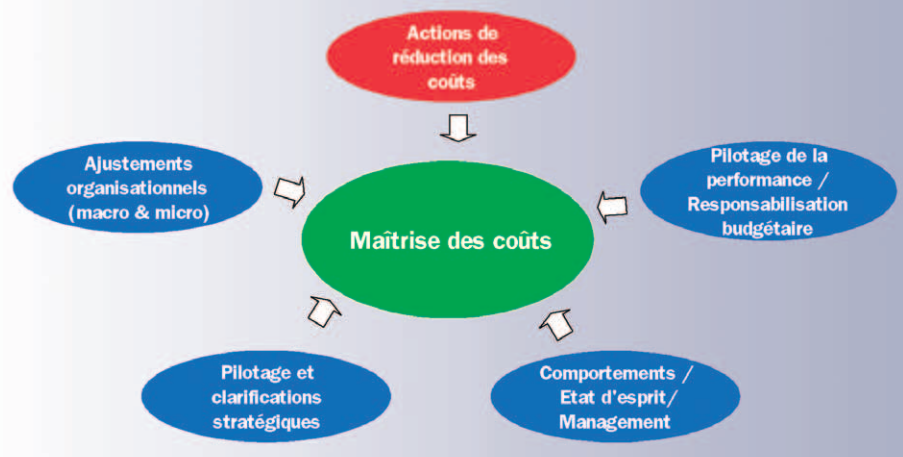 Actions de
réduction des
coûts
Ajustements
organisationnels
(macro & micro)
Pilotage de la
performance /
Responsabilisation
budgétaire
Maîtrise des coûts
Pilotage et
clarifications
stratégiques
Comportements /
Etat d'esprit/
Management